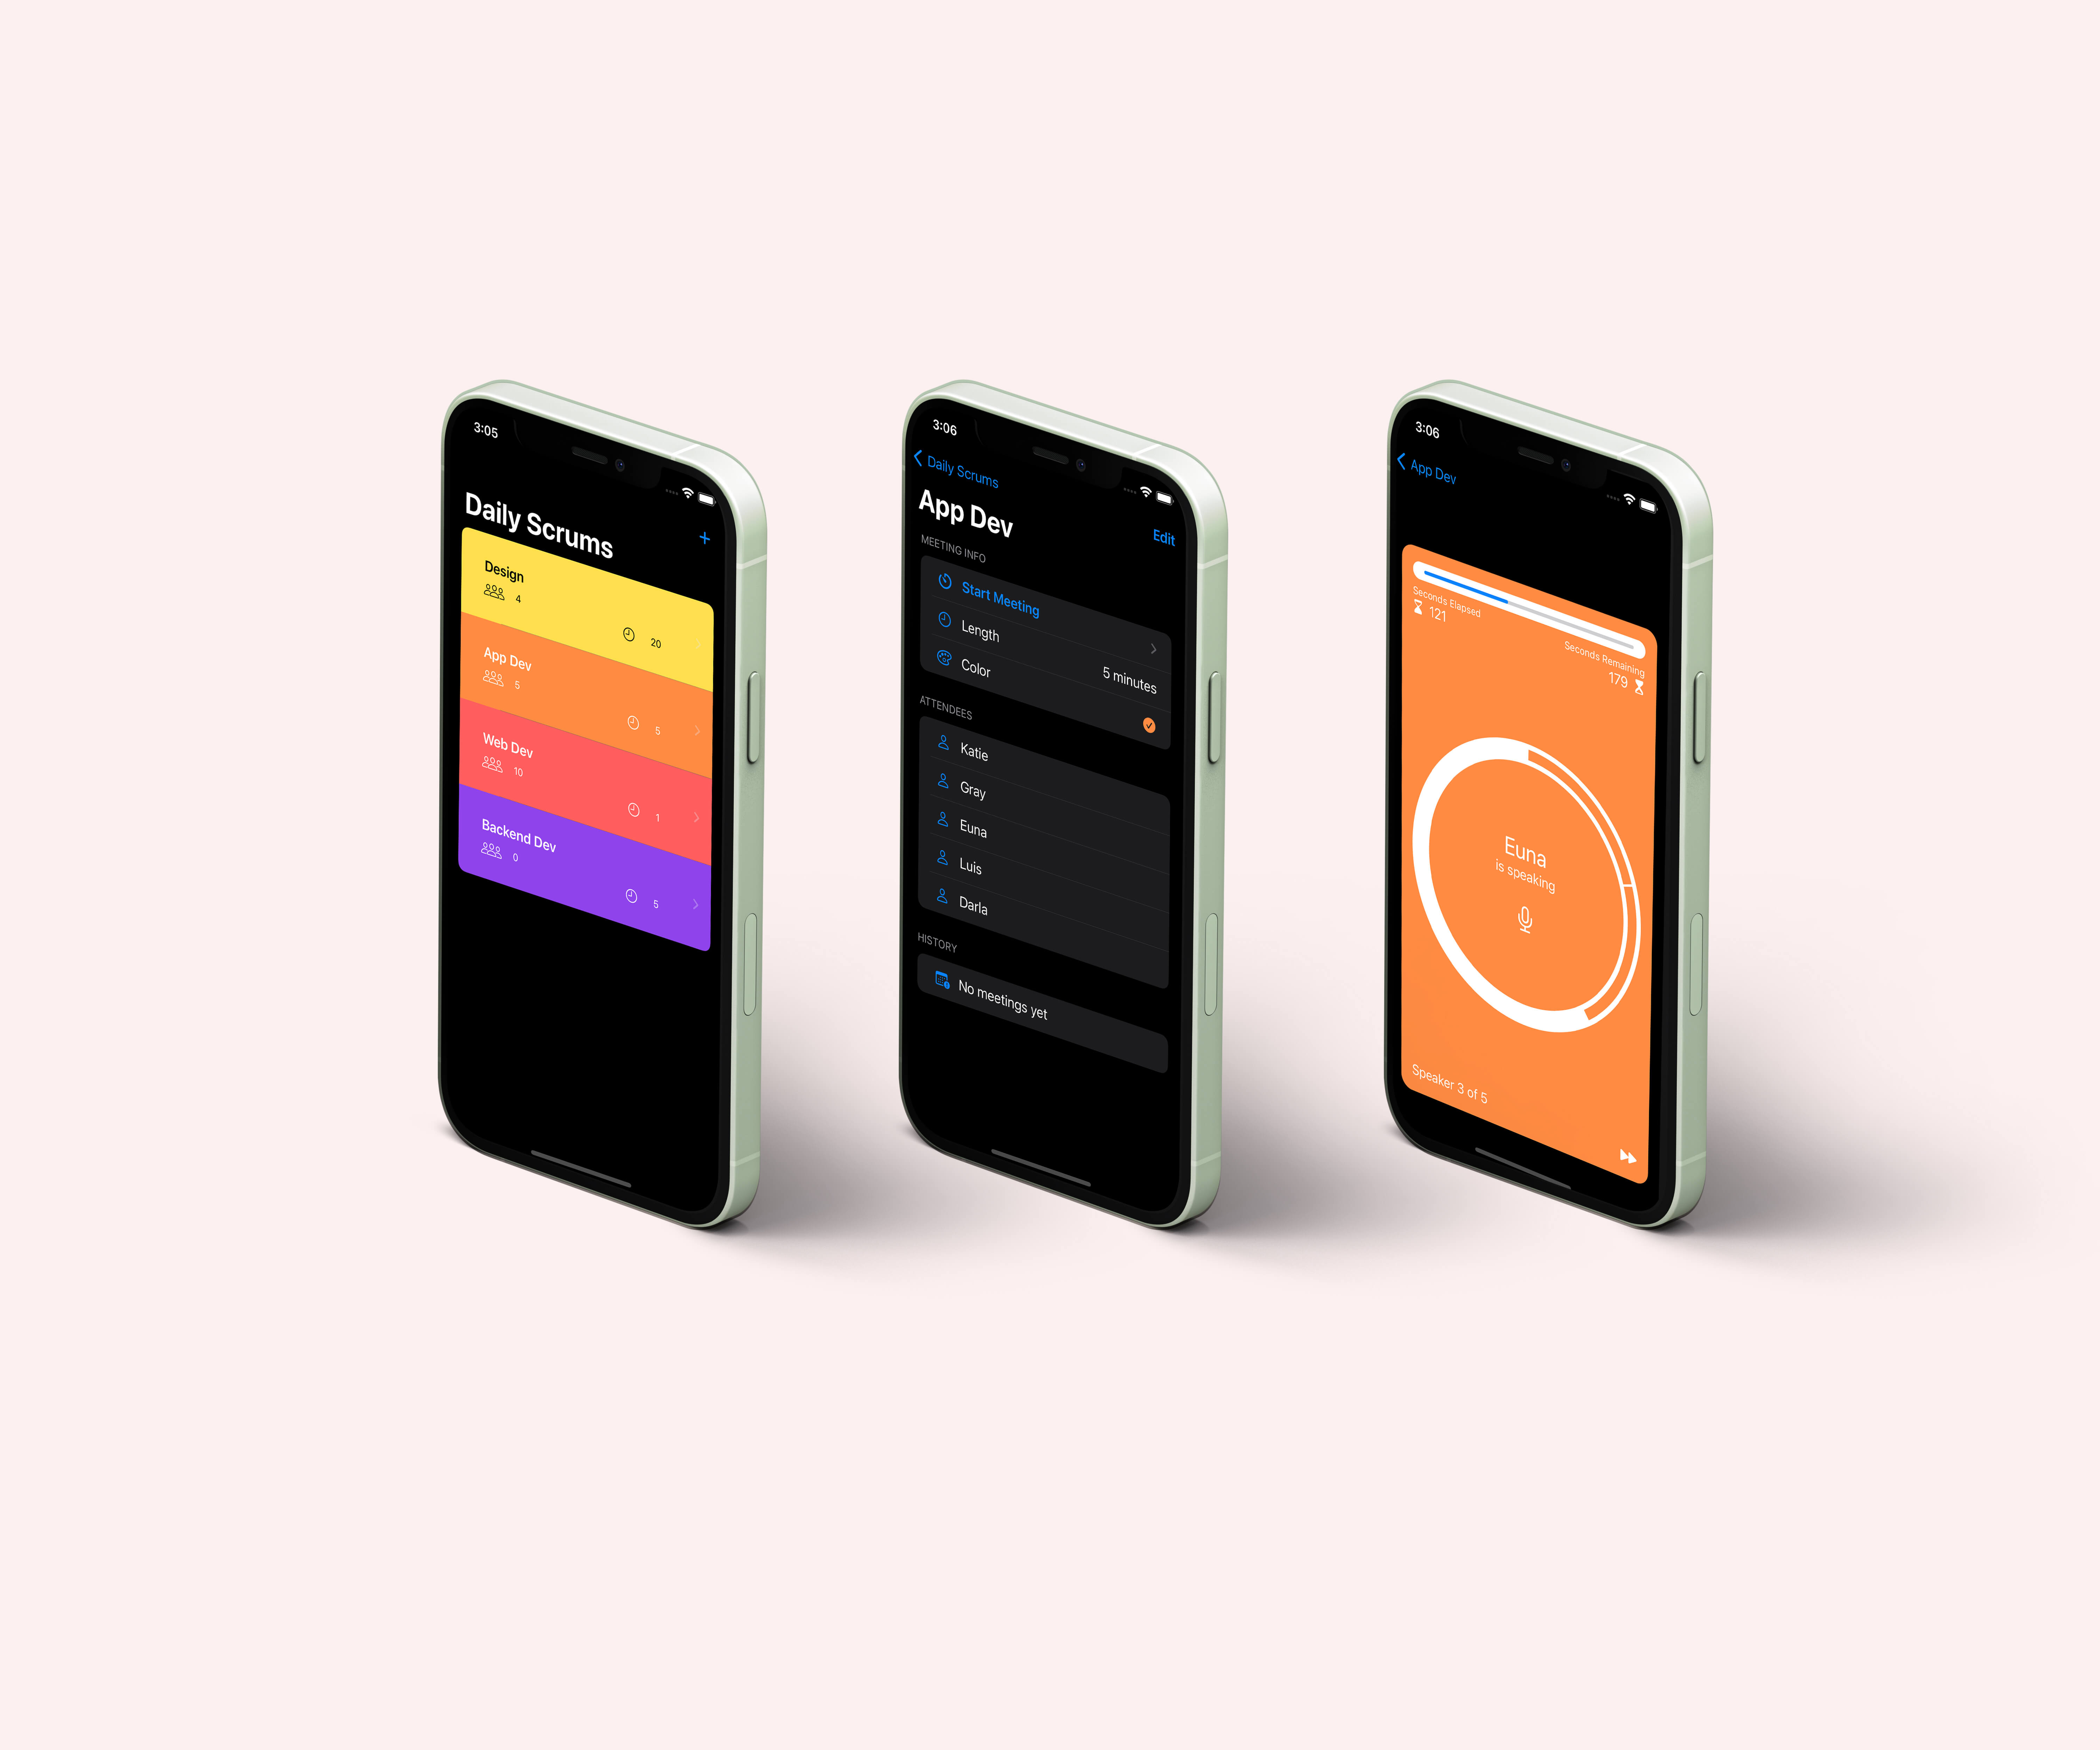 3:05
Daily Scrums
+
Design
4
20
App Dev
5
5
Web Dev
10
1
Backend Dev
0
5
3:06
Daily Scrums
App Dev
Edit
MEETING INFO
Start Meeting
Length
5 minutes
Color
ATTENDEES
Katie
Gray
Euna
Luis
Darla
HISTORY
No meetings yet
3:06
App Dev
Seconds Elapsed
121
Seconds Remaining
179
Euna
is speaking
Speaker 3 of 5